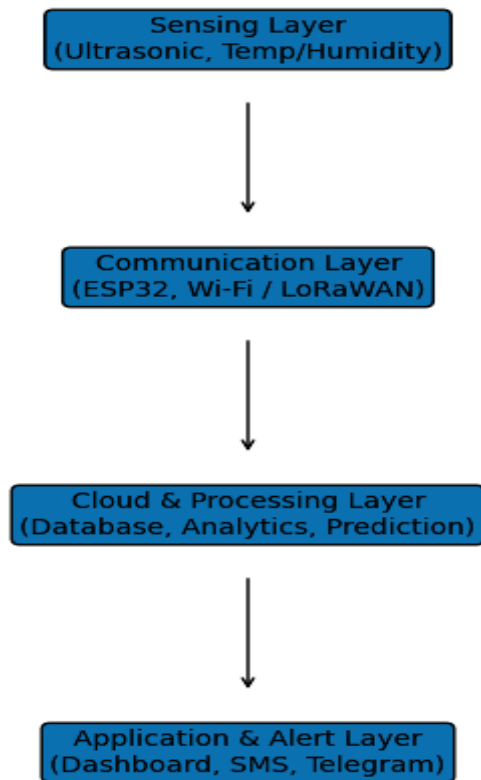 Sensing Layer
(Ultrasonic, Temp/Humidity)
Communication Layer
(ESP32, Wi-Fi / LoRaWAN)
Cloud & Processing Layer
(Database, Analytics, Prediction)
Application & Alert Layer
(Dashboard, SMS, Telegram)